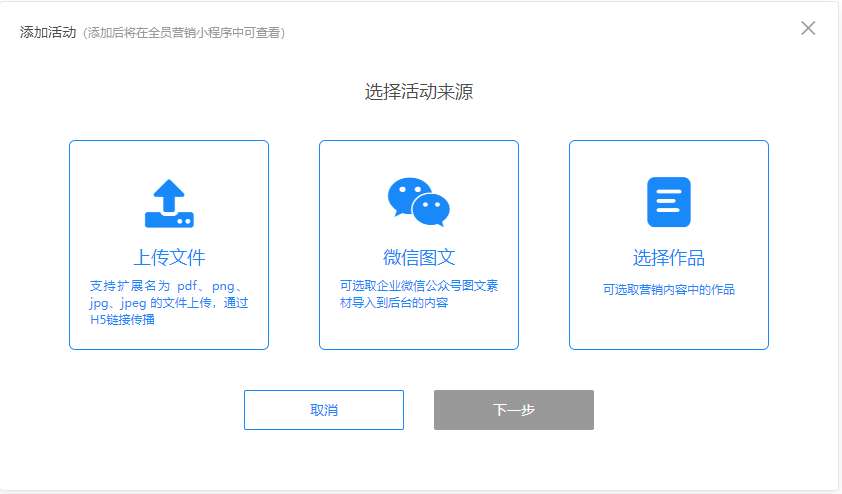 添加活动 (添加后将在全员营销小程序中可查看)
选择活动来源
上传文件
支持扩展名为 pdf、png、
jpg、jpeg 的文件上传，通过
H5链接传播
微信图文
可选取企业微信公众号图文素
材导入到后台的内容
选择作品
可选取营销内容中的作品
取消
下一步